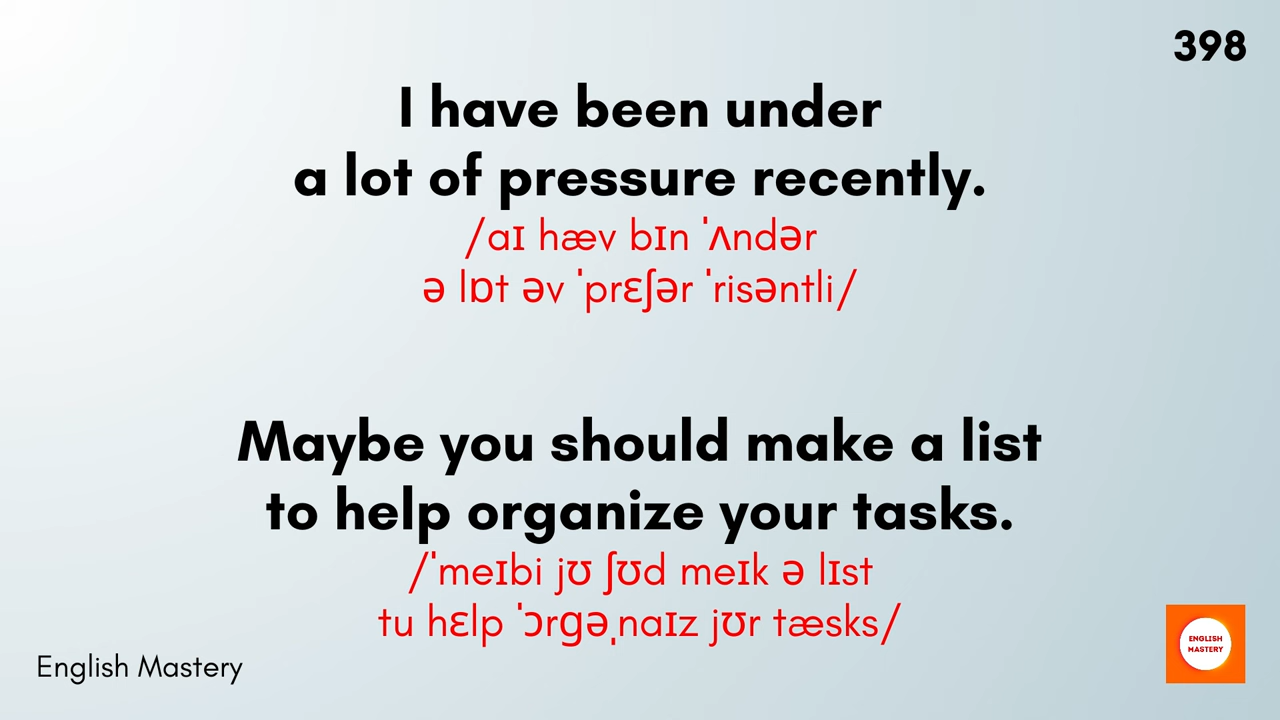 398
I have been under
a lot of pressure recently.
/aɪ hæv bɪn ˈʌndər
ə lɒt əv ˈprɛʃər ˈrisəntli/
Maybe you should make a list
to help organize your tasks.
/ˈmeɪbi jʊ ʃʊd meɪk ə lɪst
tu hɛlp ˈɔrgəˌnaɪz jʊr tæsks/
English Mastery
ENGLISH
MASTERY